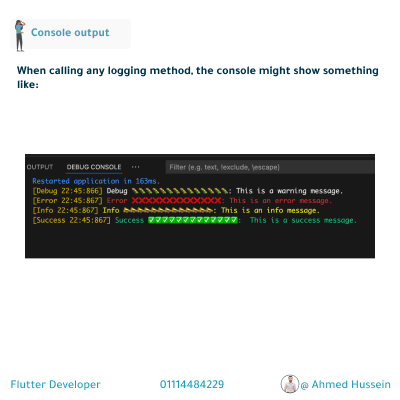 Console output
When calling any logging method, the console might show something
like:
OUTPUT DEBUG CONSOLE ··· Filter (e.g. text, !exclude, \escape)
Restarted application in 163ms.
[Debug 22:45:866] Debug : This is a warning message.
[Error 22:45:867] Error ❌❌❌❌❌❌❌❌❌❌❌❌❌: This is an error message.
[Info 22:45:867] Info : This is an info message.
[Success 22:45:867] Success ✅✅✅✅✅✅✅✅✅✅✅✅✅: This is a success message.
Flutter Developer 01114484229 @ Ahmed Hussein